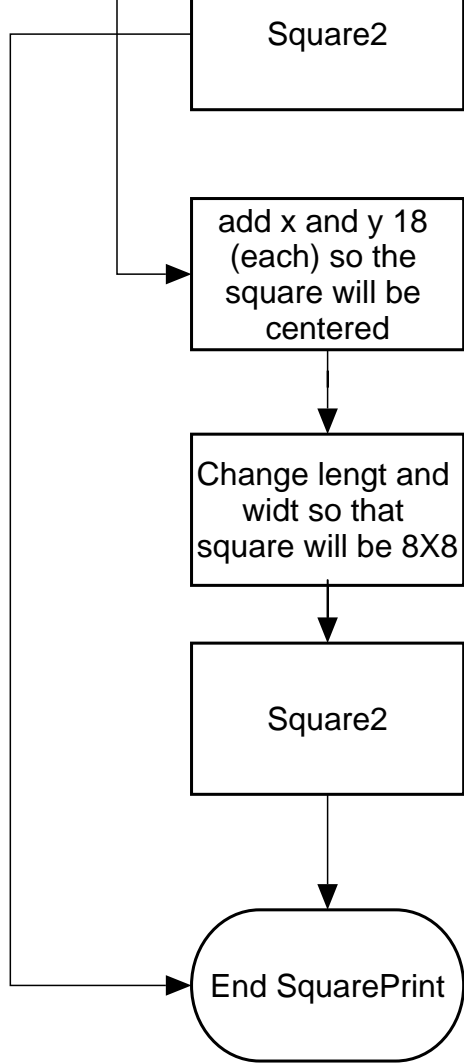 Square2
add x and y 18
(each) so the
square will be
centered
Change lengt and
widt so that
square will be 8X8
Square2
End SquarePrint